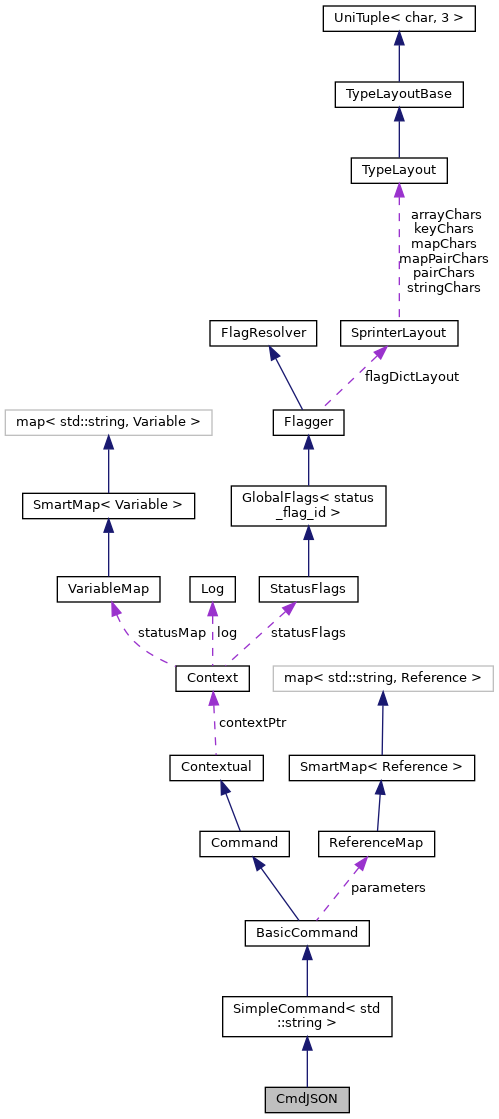 UniTuple< char, 3 >
TypeLayoutBase
TypeLayout
arrayChars
keyChars
mapChars
mapPairChars
pairChars
stringChars
FlagResolver
SprinterLayout
flagDictLayout
map< std::string, Variable >
Flagger
SmartMap< Variable >
GlobalFlags< status
_flag_id >
VariableMap
Log
StatusFlags
statusMap
log
statusFlags
Context
map< std::string, Reference >
contextPtr
Contextual
SmartMap< Reference >
Command
ReferenceMap
parameters
BasicCommand
SimpleCommand< std
::string >
CmdJSON